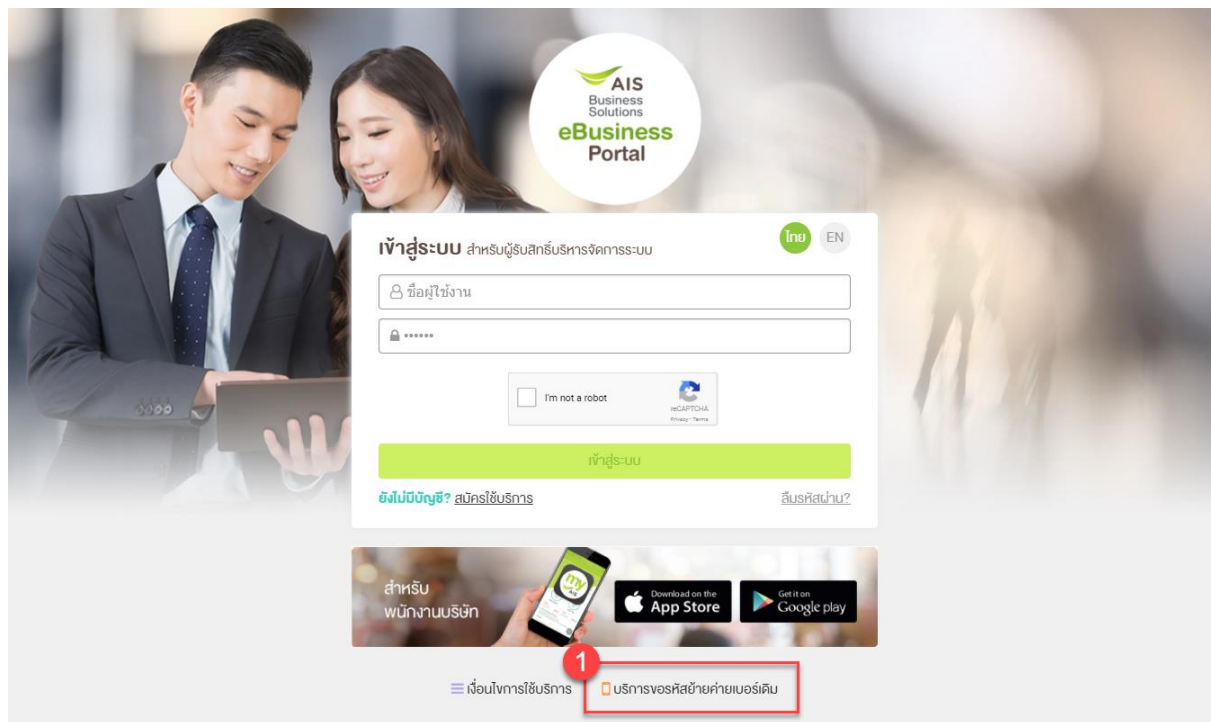 AIS
Business
Solutions
eBusiness
Portal
เข้าสู่ระบบ สำหรับผู้รับสิทธิ์บริหารจัดการระบบ
ไทย EN
ชื่อผู้ใช้งาน
••••••
I'm not a robot
reCAPTCHA
Privacy - Terms
เข้าสู่ระบบ
ยังไม่มีบัญชี? สมัครใช้บริการ
ลืมรหัสผ่าน?
สำหรับ
พนักงานบริษัท
my
AIS
Download on the
App Store
Get it on
Google play
1
เงื่อนไขการใช้บริการ
บริการขอรหัสย้ายค่ายเบอร์เดิม